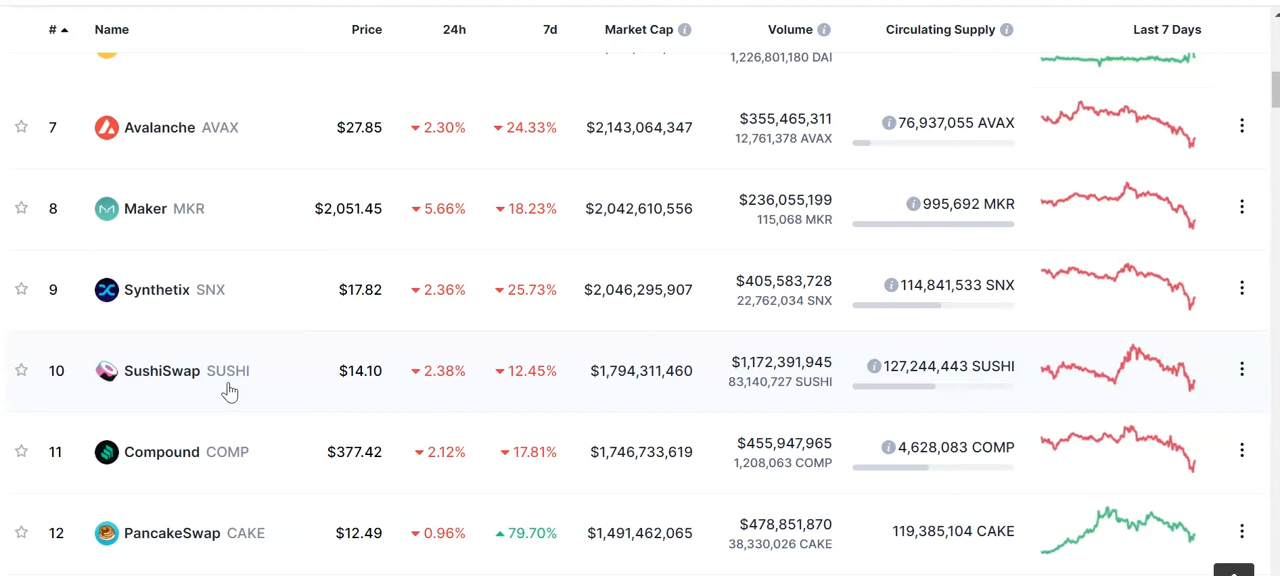 # Name Price 24h 7d Market Cap Volume Circulating Supply Last 7 Days
1,226,801,180 DAI
7 Avalanche AVAX $27.85 2.30% 24.33% $2,143,064,347 $355,465,311 76,937,055 AVAX
12,761,378 AVAX
8 Maker MKR $2,051.45 5.66% 18.23% $2,042,610,556 $236,055,199 995,692 MKR
115,068 MKR
9 Synthetix SNX $17.82 2.36% 25.73% $2,046,295,907 $405,583,728 114,841,533 SNX
22,762,034 SNX
10 SushiSwap SUSHI $14.10 2.38% 12.45% $1,794,311,460 $1,172,391,945 127,244,443 SUSHI
83,140,727 SUSHI
11 Compound COMP $377.42 2.12% 17.81% $1,746,733,619 $455,947,965 4,628,083 COMP
1,208,063 COMP
12 PancakeSwap CAKE $12.49 0.96% 79.70% $1,491,462,065 $478,851,870 119,385,104 CAKE
38,330,026 CAKE